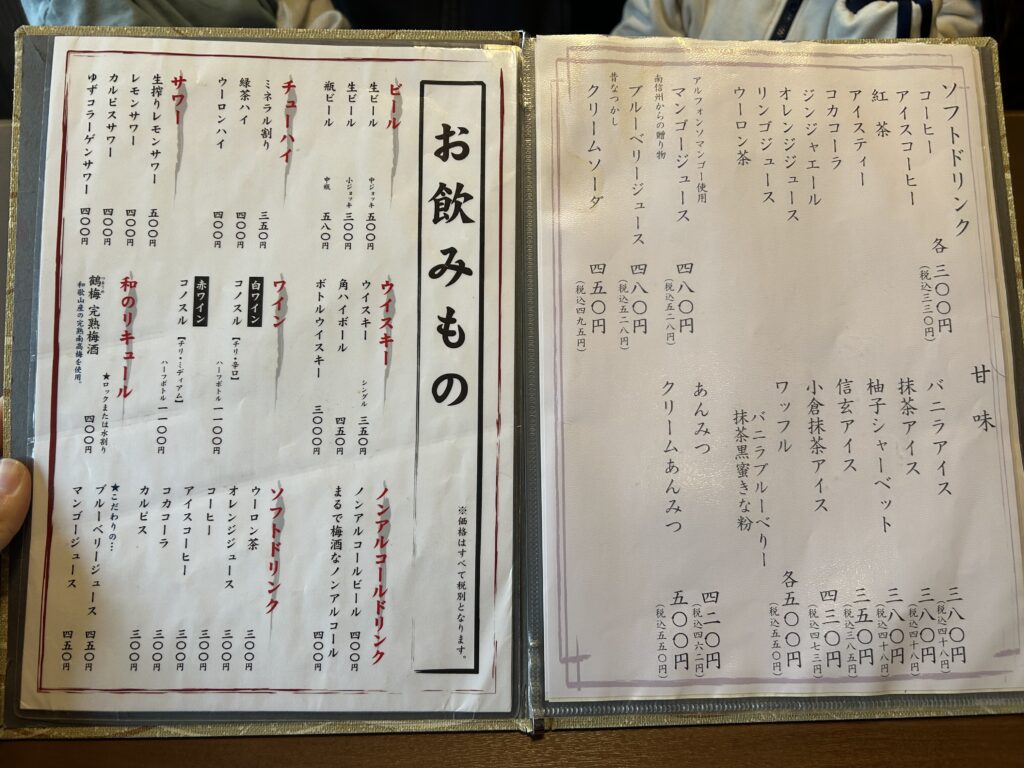 お飲みもの
※価格はすべて税別となります。
ビール
生ビール 中ジョッキ 五〇〇円
生ビール 小ジョッキ 三〇〇円
瓶ビール 中瓶 五八〇円
チューハイ
ミネラル割り 三五〇円
緑茶ハイ 四〇〇円
ウーロンハイ 四〇〇円
サワー
生搾りレモンサワー 五〇〇円
レモンサワー 四〇〇円
カルピスサワー 四〇〇円
ゆずコラーゲンサワー 四〇〇円
ウイスキー
ウイスキー シングル 三五〇円
角ハイボール 四五〇円
ボトルウイスキー 三〇〇〇円
ワイン
白ワイン
コノスル【チリ・辛口】
ハーフボトル 一一〇〇円
赤ワイン
コノスル【チリ・ミディアム】
ハーフボトル 一一〇〇円
和のリキュール
★ロックまたは水割り
鶴梅 完熟梅酒 四〇〇円
和歌山産の完熟南高梅を使用。
ノンアルコールドリンク
ノンアルコールビール 四〇〇円
まるで梅酒なノンアルコール 四〇〇円
ソフトドリンク
ウーロン茶 三〇〇円
オレンジジュース 三〇〇円
コーヒー 三〇〇円
アイスコーヒー 三〇〇円
コカコーラ 三〇〇円
カルピス 三〇〇円
★こだわりの…
ブルーベリージュース 四五〇円
マンゴージュース 四五〇円
ソフトドリンク
各 三〇〇円
(税込三三〇円)
コーヒー
アイスコーヒー
紅茶
アイスティー
コカコーラ
ジンジャエール
オレンジジュース
リンゴジュース
ウーロン茶
アルフォンソマンゴー使用
マンゴージュース 四八〇円
(税込五二八円)
南信州からの贈り物
ブルーベリージュース 四八〇円
(税込五二八円)
昔なつかし
クリームソーダ 四五〇円
(税込四九五円)
甘味
バニラアイス 三八〇円
(税込四一八円)
抹茶アイス 三八〇円
(税込四一八円)
柚子シャーベット 三八〇円
(税込四一八円)
信玄アイス 三五〇円
(税込三八五円)
小倉抹茶アイス 四三〇円
(税込四七三円)
ワッフル 各五〇〇円
(税込五五〇円)
バニラブルーベリー
抹茶黒蜜きな粉
あんみつ 四二〇円
(税込四六二円)
クリームあんみつ 五〇〇円
(税込五五〇円)